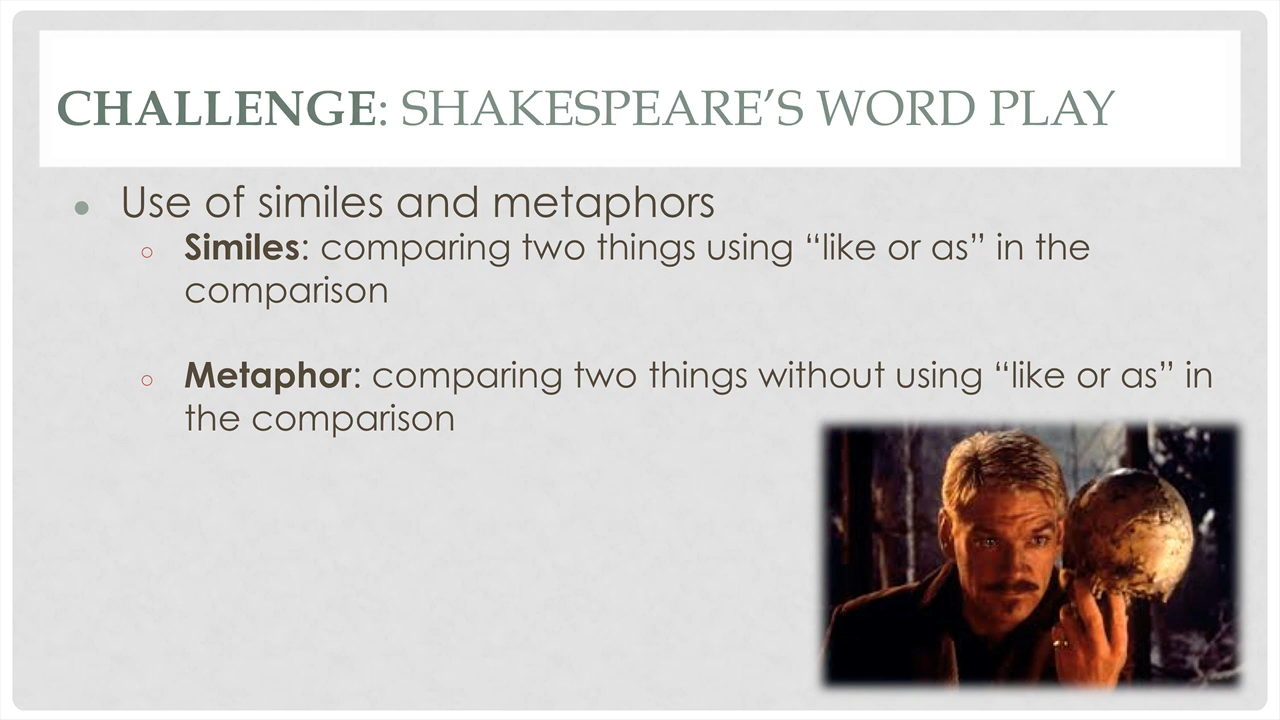 CHALLENGE: SHAKESPEARE’S WORD PLAY
● Use of similes and metaphors
○ Similes: comparing two things using “like or as” in the
comparison
○ Metaphor: comparing two things without using “like or as” in
the comparison